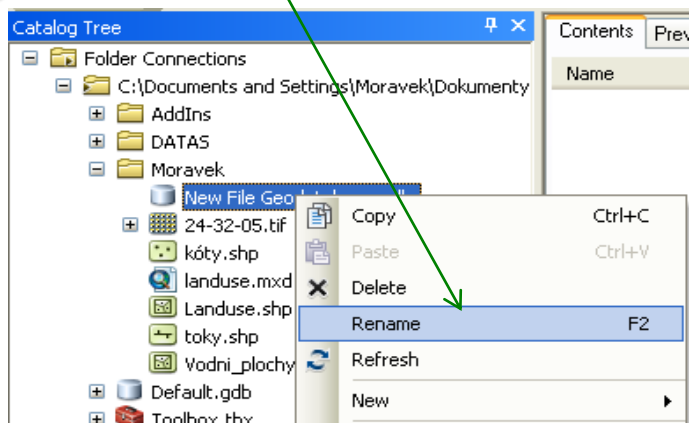 Catalog Tree
Folder Connections
C:\Documents and Settings\Moravek\Dokumenty
AddIns
DATAS
Moravek
New File Geo
24-32-05.tif
kóty.shp
landuse.mxd
Landuse.shp
toky.shp
Vodni_plochy
Default.gdb
Toolbox.tbx
Copy Ctrl+C
Paste Ctrl+V
Delete
Rename F2
Refresh
New
Contents Prev
Name